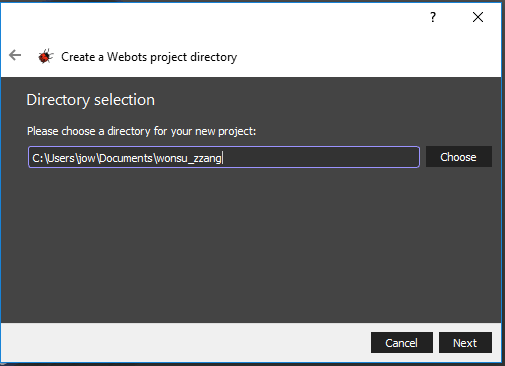 ?
Create a Webots project directory
Directory selection
Please choose a directory for your new project:
C:\Users\jow\Documents\wonsu_zzang
Choose
Cancel
Next